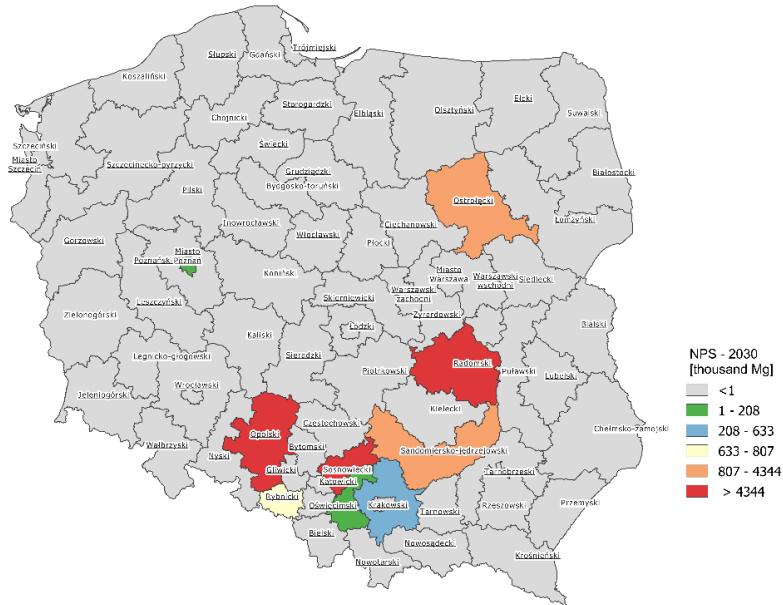 Trójmiejski
Słupski
Gdański
Koszaliński
Ełcki
Starogardzki
Olsztyński
Elbląski
Suwalski
Chojnicki
Świecki
Szczeciński
Miasto
Szczecin
Szczecinecko-pyrzycki
Grudziądzki
Białostocki
Bydgosko-toruński
Pilski
Ostrołęcki
Łomżyński
Inowrocławski
Ciechanowski
Włocławski
Gorzowski
Płocki
Miasto
Poznań
Poznański
Koniński
Miasto
Warszawa
Warszawski
wschodni
Siedlecki
Warszawski
zachodni
Skierniewicki
Leszczyński
Żyrardowski
Zielonogórski
Łódzki
Bialski
Kaliski
Sieradzki
Legnicko-głogowski
Radomski
Piotrkowski
Puławski
Lubelski
Wrocławski
Jeleniogórski
Kielecki
Częstochowski
Chełmsko-zamojski
Opolski
Wałbrzyski
Bytomski
Sandomiersko-jędrzejowski
Nyski
Gliwicki
Sosnowiecki
Tarnobrzeski
Katowicki
Rybnicki
Oświęcimski
Krakowski
Tarnowski
Rzeszowski
Przemyski
Bielski
Nowosądecki
Krośnieński
Nowotarski
NPS - 2030
[thousand Mg]
<1
1 - 208
208 - 633
633 - 807
807 - 4344
> 4344